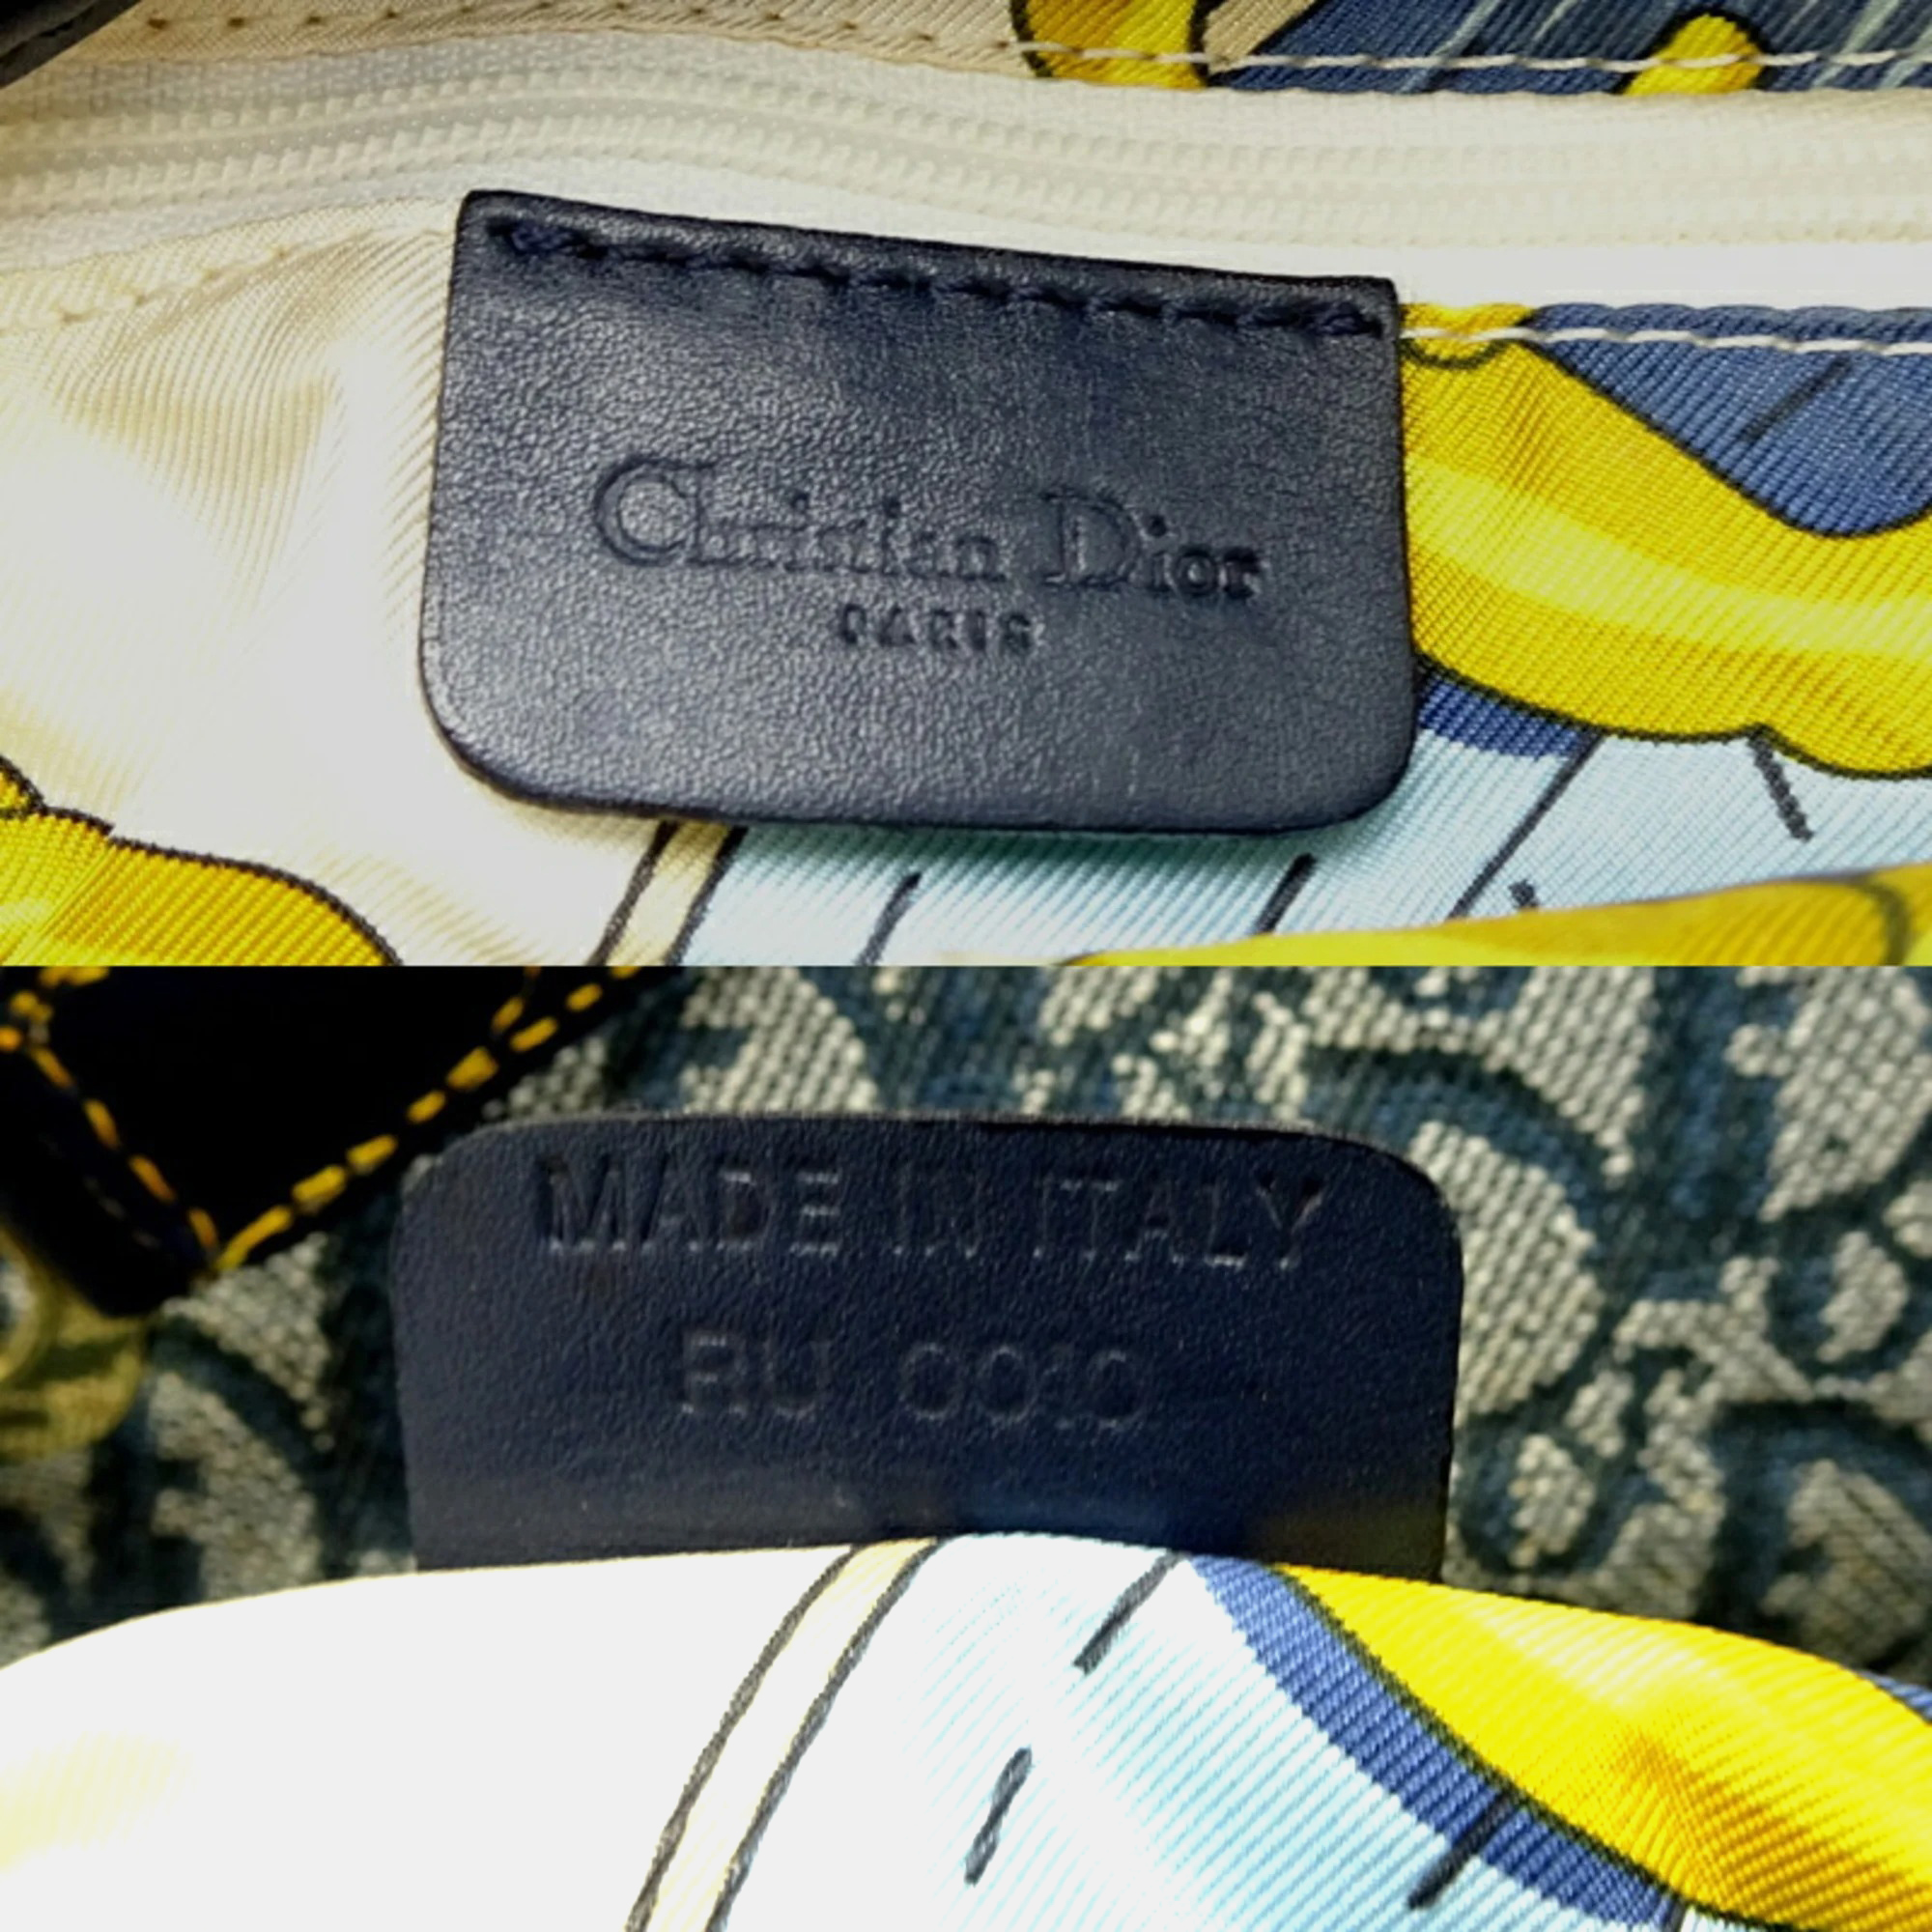 Christian Dior
PARIS
MADE IN ITALY
RU 0010